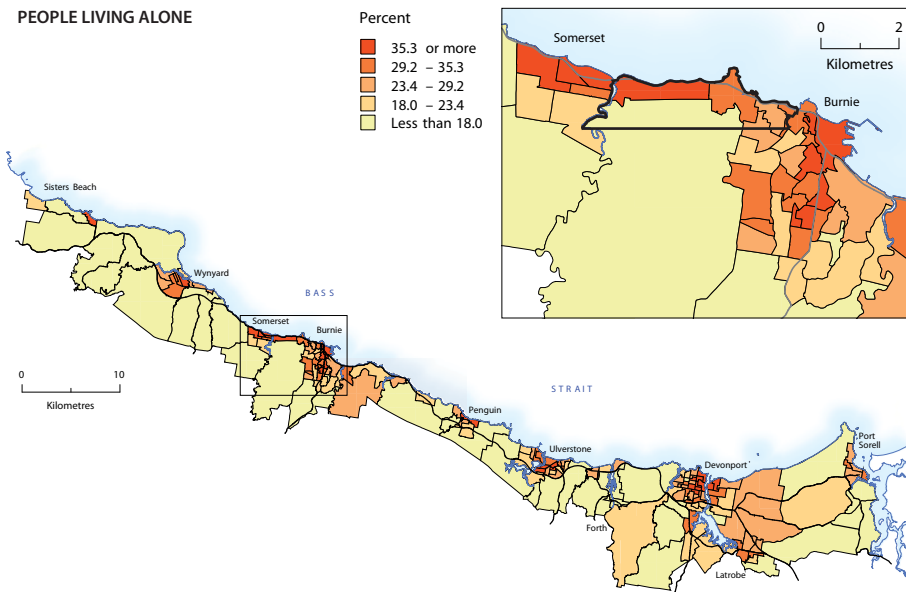 PEOPLE LIVING ALONE
Percent
35.3 or more
29.2 – 35.3
23.4 – 29.2
18.0 – 23.4
Less than 18.0
0 2
Kilometres
Somerset
Burnie
Sisters Beach
Wynyard
BASS
Somerset
Burnie
0 10
Kilometres
STRAIT
Penguin
Ulverstone
Devonport
Port
Sorell
Forth
Latrobe